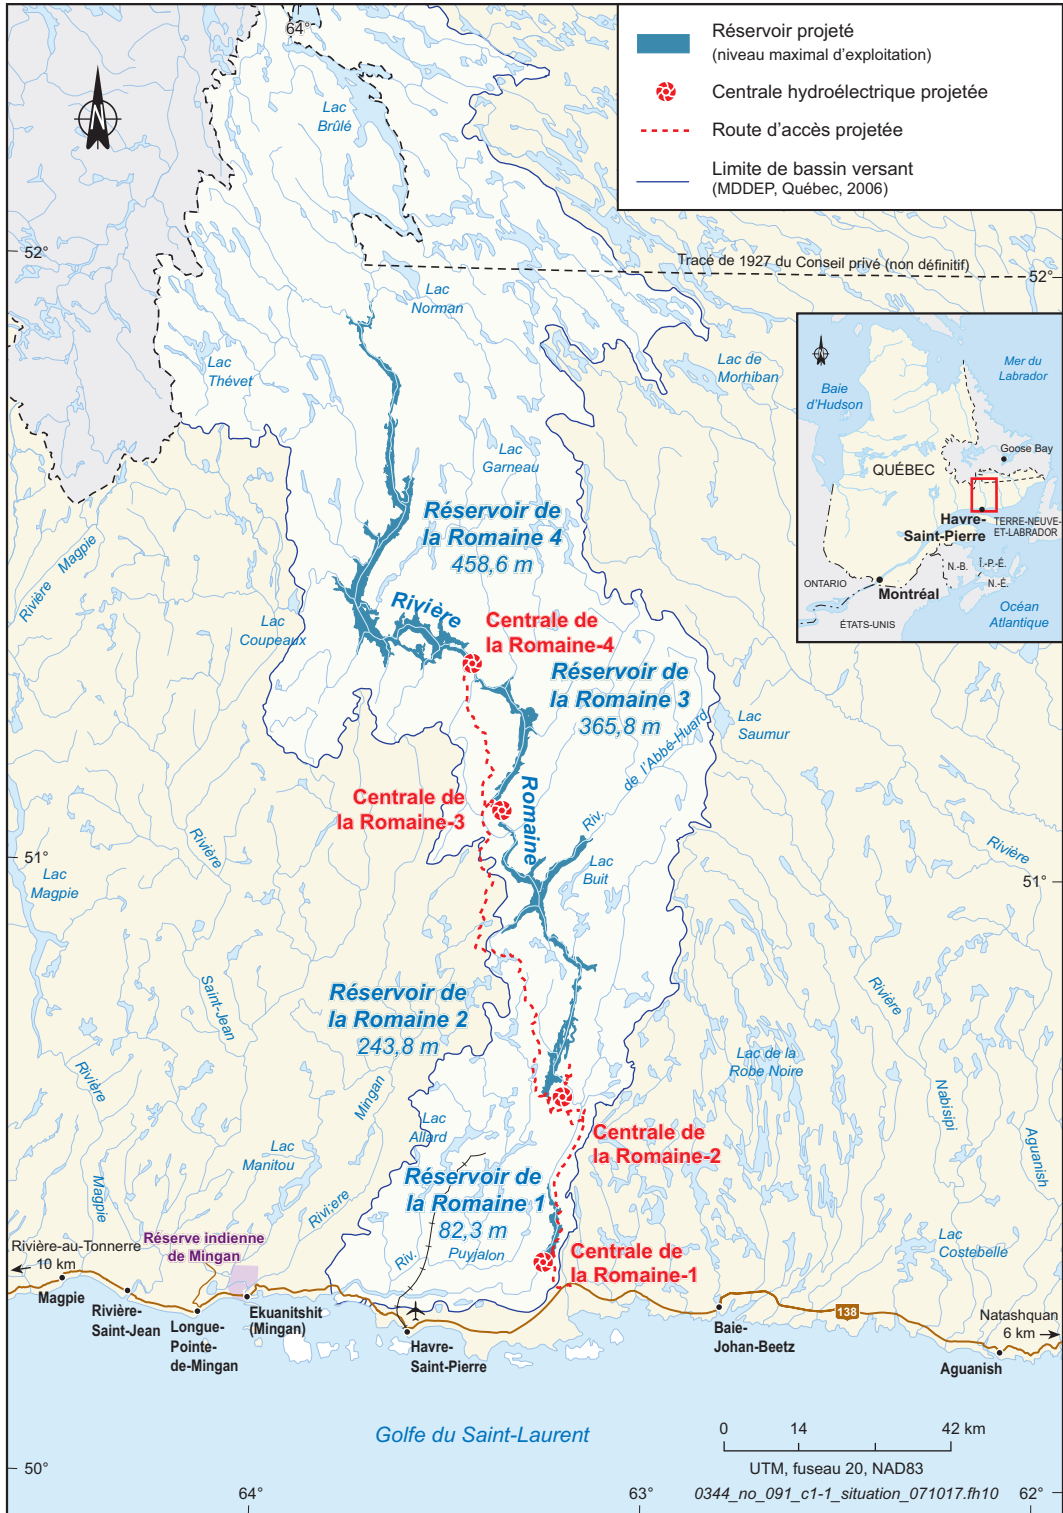 64°
Réservoir projeté
(niveau maximal d'exploitation)
Centrale hydroélectrique projetée
Route d'accès projetée
Limite de bassin versant
(MDDEP, Québec, 2006)
Lac
Brûlé
52°
Tracé de 1927 du Conseil privé (non définitif)
52°
Lac
Norman
Lac
Thévet
Lac de
Morhiban
Baie
d'Hudson
Mer du
Labrador
Goose Bay
QUÉBEC
Havre-
Saint-Pierre
TERRE-NEUVE-
ET-LABRADOR
N.-B.
Î.-P.-É.
N.-É.
ONTARIO
Montréal
ÉTATS-UNIS
Océan
Atlantique
Lac
Garneau
Réservoir de
la Romaine 4
458,6 m
Rivière Magpie
Lac
Coupeaux
Rivière
Centrale de
la Romaine-4
Réservoir de
la Romaine 3
365,8 m
Lac
Saumur
Riv. de l'Abbé-Huard
Romaine
Centrale de
la Romaine-3
Rivière
Rivière
51°
51°
Lac
Magpie
Lac
Buit
Saint-Jean
Réservoir de
la Romaine 2
243,8 m
Rivière
Lac de la
Robe Noire
Rivière
Mingan
Nabisipi
Lac
Allard
Centrale de
la Romaine-2
Aguanish
Lac
Manitou
Réservoir de
la Romaine 1
82,3 m
Magpie
Rivi:ere
Réserve indienne
de Mingan
Riv.
Puyjalon
Centrale de
la Romaine-1
Lac
Costebelle
Rivière-au-Tonnerre
10 km
Magpie
Rivière-
Saint-Jean
Longue-
Pointe-
de-Mingan
Ekuanitshit
(Mingan)
Havre-
Saint-Pierre
Baie-
Johan-Beetz
138
Natashquan
6 km
Aguanish
Golfe du Saint-Laurent
0 14 42 km
UTM, fuseau 20, NAD83
0344_no_091_c1-1_situation_071017.fh10
50°
64°
63°
62°